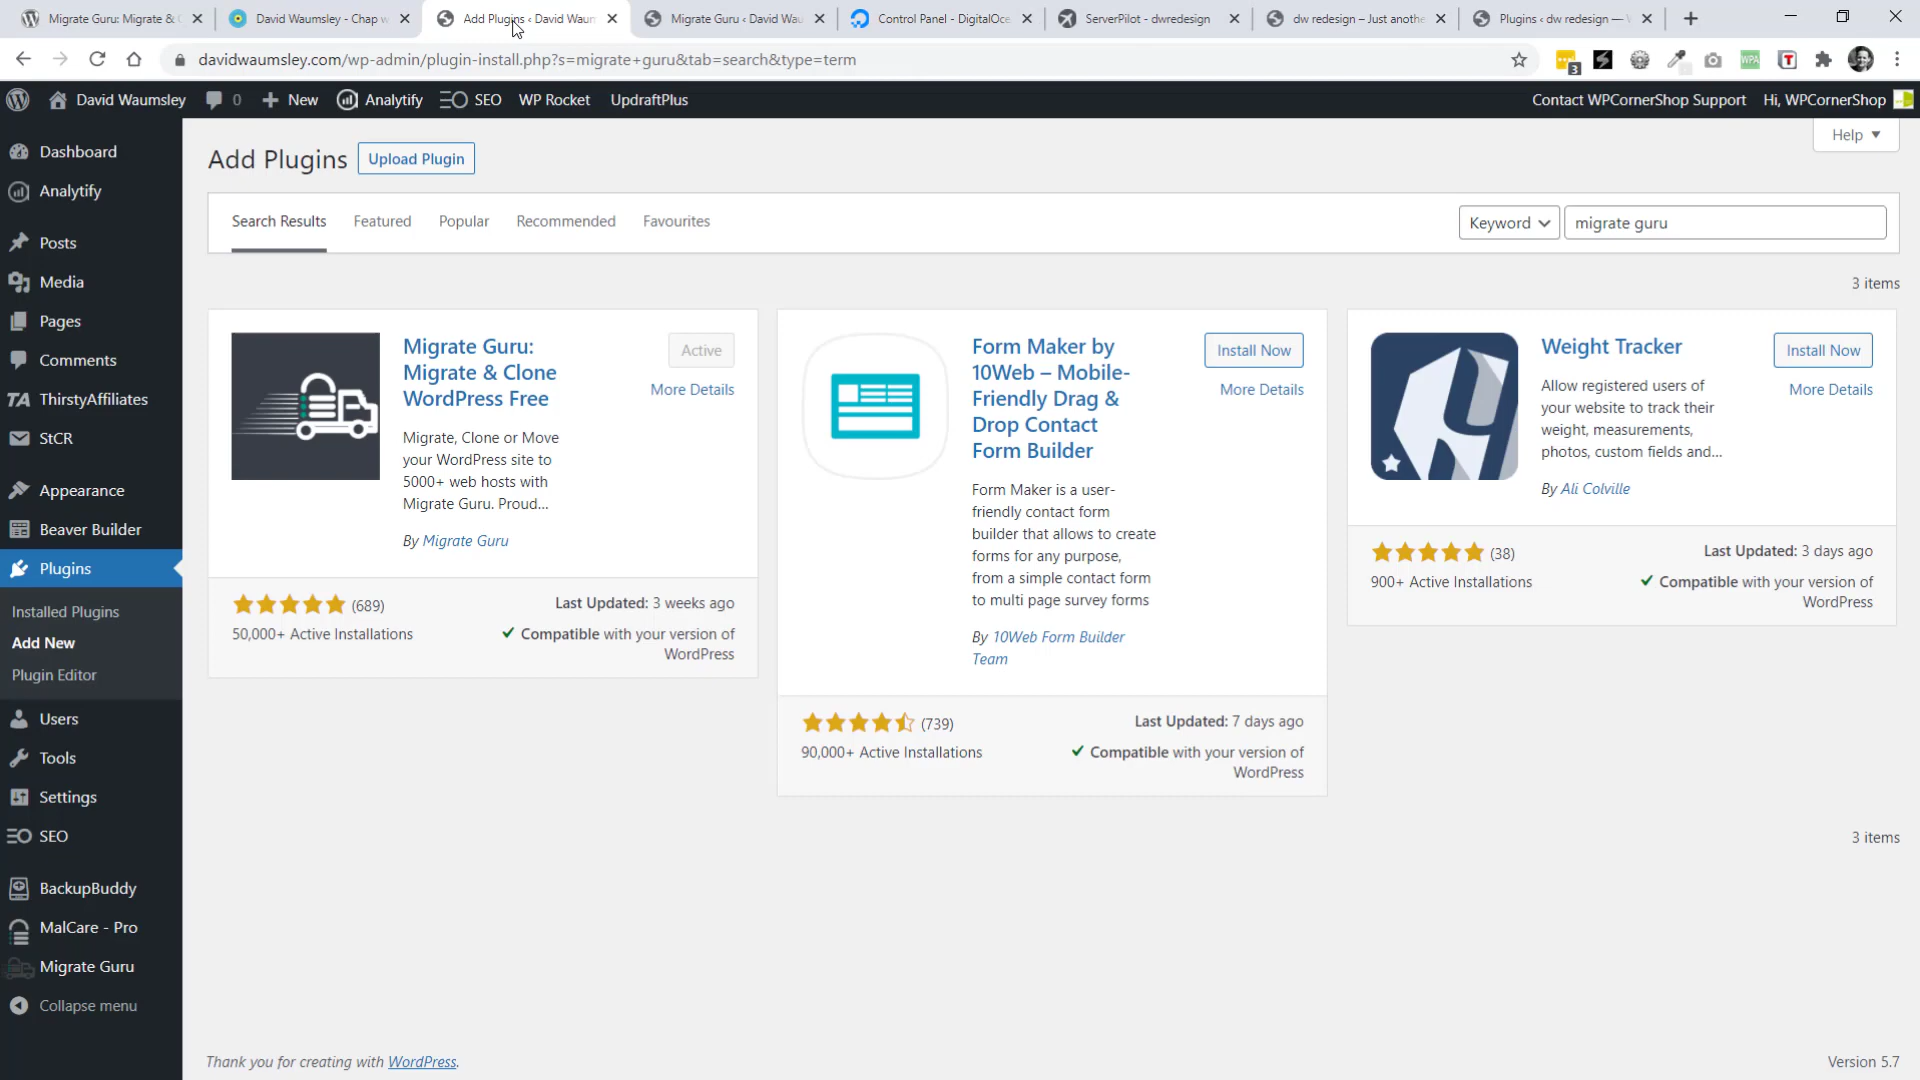 Migrate Guru: Migrate & C
David Waumsley - Chap w
Add Plugins ‹ David Waum
Migrate Guru ‹ David Wau
Control Panel - DigitalOce
ServerPilot - dwredesign
dw redesign – Just anothe
Plugins ‹ dw redesign —
davidwaumsley.com/wp-admin/plugin-install.php?s=migrate+guru&tab=search&type=term
3
WPA
T
David Waumsley
0
New
Analytify
SEO
WP Rocket
UpdraftPlus
Contact WPCornerShop Support
Hi, WPCornerShop
Help
Dashboard
Analytify
Posts
Media
Pages
Comments
TA ThirstyAffiliates
StCR
Appearance
Beaver Builder
Plugins
Installed Plugins
Add New
Plugin Editor
Users
Tools
Settings
SEO
BackupBuddy
MalCare - Pro
Migrate Guru
Collapse menu
Add Plugins
Upload Plugin
Search Results
Featured
Popular
Recommended
Favourites
Keyword
migrate guru
3 items
Migrate Guru:
Migrate & Clone
WordPress Free
Active
More Details
Migrate, Clone or Move
your WordPress site to
5000+ web hosts with
Migrate Guru. Proud...
By Migrate Guru
(689)
50,000+ Active Installations
Last Updated: 3 weeks ago
Compatible with your version of
WordPress
Form Maker by
10Web – Mobile-
Friendly Drag &
Drop Contact
Form Builder
Install Now
More Details
Form Maker is a user-
friendly contact form
builder that allows to create
forms for any purpose,
from a simple contact form
to multi page survey forms
By 10Web Form Builder
Team
(739)
90,000+ Active Installations
Last Updated: 7 days ago
Compatible with your version of
WordPress
Weight Tracker
Install Now
More Details
Allow registered users of
your website to track their
weight, measurements,
photos, custom fields and...
By Ali Colville
(38)
900+ Active Installations
Last Updated: 3 days ago
Compatible with your version of
WordPress
3 items
Thank you for creating with WordPress.
Version 5.7